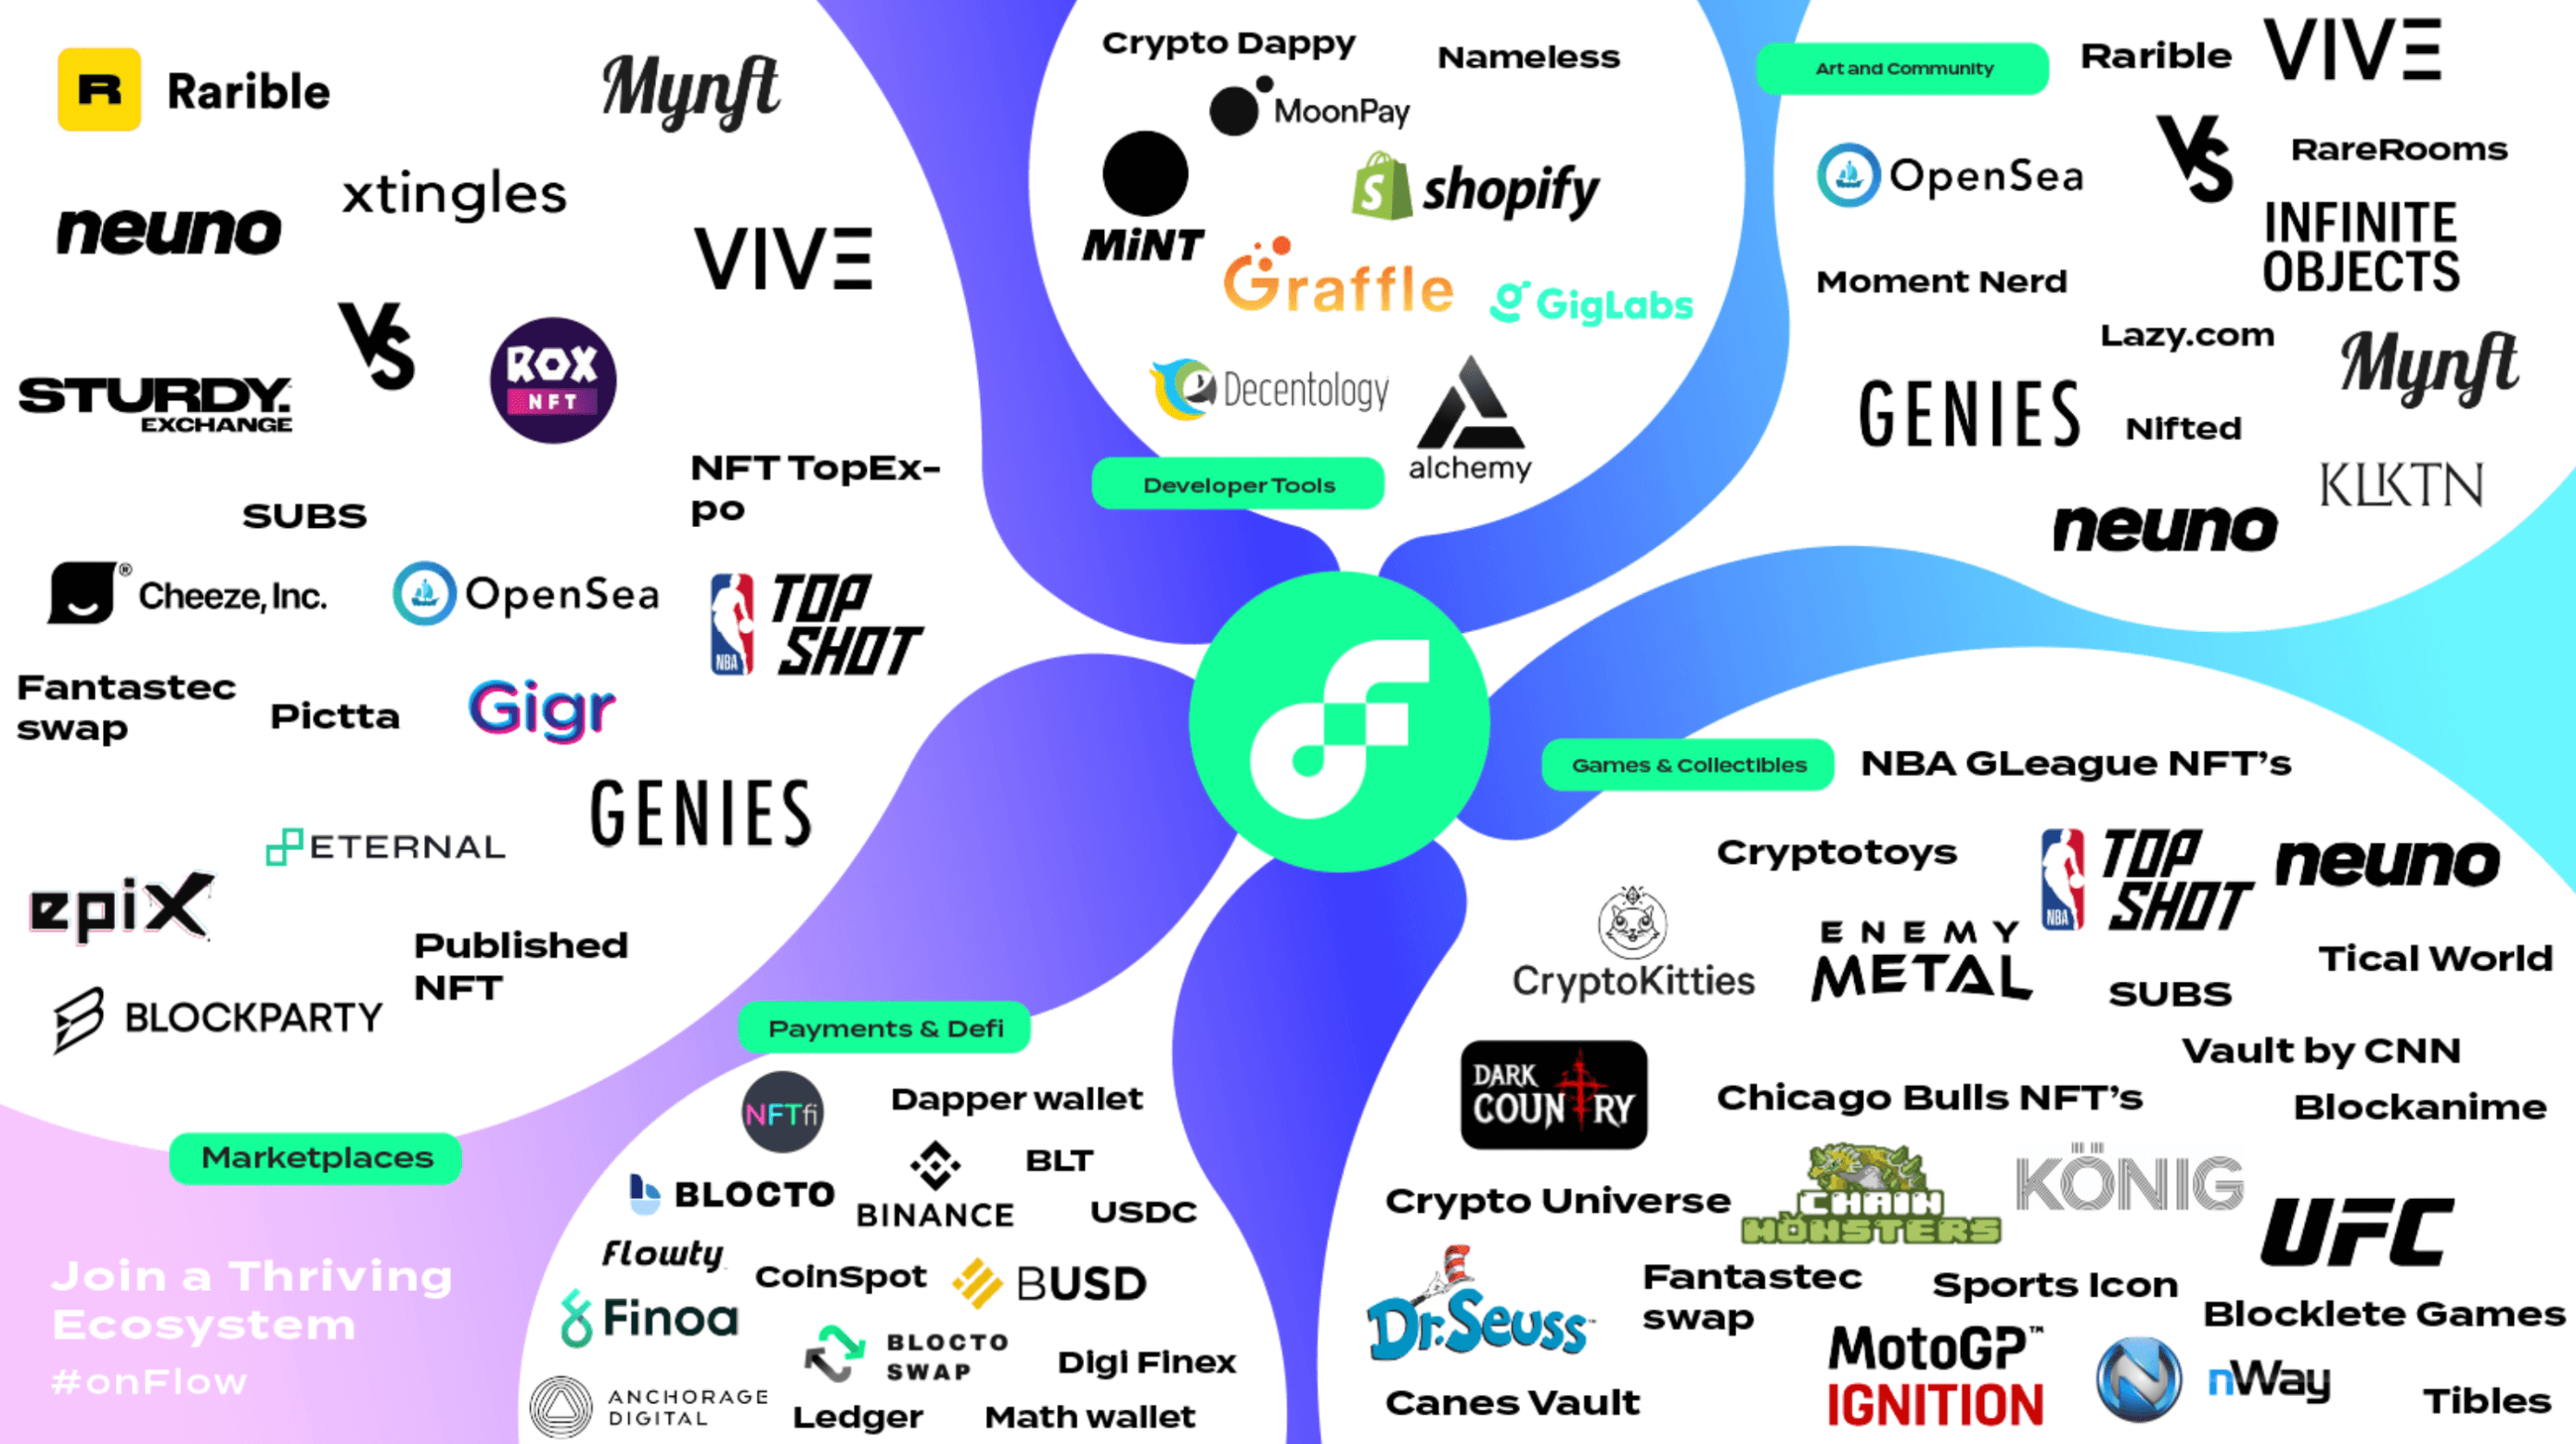 R Rarible
Mynft
xtingles
neuno
VIVE
VS
ROX
NFT
STURDY.
EXCHANGE
NFT TopEx-
po
SUBS
Cheeze, Inc.
OpenSea
NBA
TOP
SHOT
Fantastec
swap
Pictta
Gigr
GENIES
ETERNAL
epix
Published
NFT
BLOCKPARTY
Marketplaces
Join a Thriving
Ecosystem
#onFlow
Crypto Dappy
Nameless
MoonPay
MiNT
shopify
Graffle
GigLabs
Decentology
alchemy
Developer Tools
Art and Community
Rarible
VIVE
OpenSea
VS
RareRooms
INFINITE
OBJECTS
Moment Nerd
Lazy.com
Mynft
GENIES
Nifted
KLKTN
neuno
Payments & Defi
NFTfi
Dapper wallet
BLT
BLOCTO
BINANCE
USDC
Flowty
CoinSpot
BUSD
Finoa
BLOCTO
SWAP
Digi Finex
ANCHORAGE
DIGITAL
Ledger
Math wallet
Games & Collectibles
NBA GLeague NFT's
Cryptotoys
NBA
TOP
SHOT
neuno
CryptoKitties
ENEMY
METAL
Tical World
SUBS
Vault by CNN
DARK
COUNTRY
Chicago Bulls NFT's
Blockanime
Crypto Universe
CHAIN
MONSTERS
KÖNIG
UFC
Dr. Seuss
Fantastec
swap
Sports Icon
Blocklete Games
MotoGP™
IGNITION
N nWay
Canes Vault
Tibles